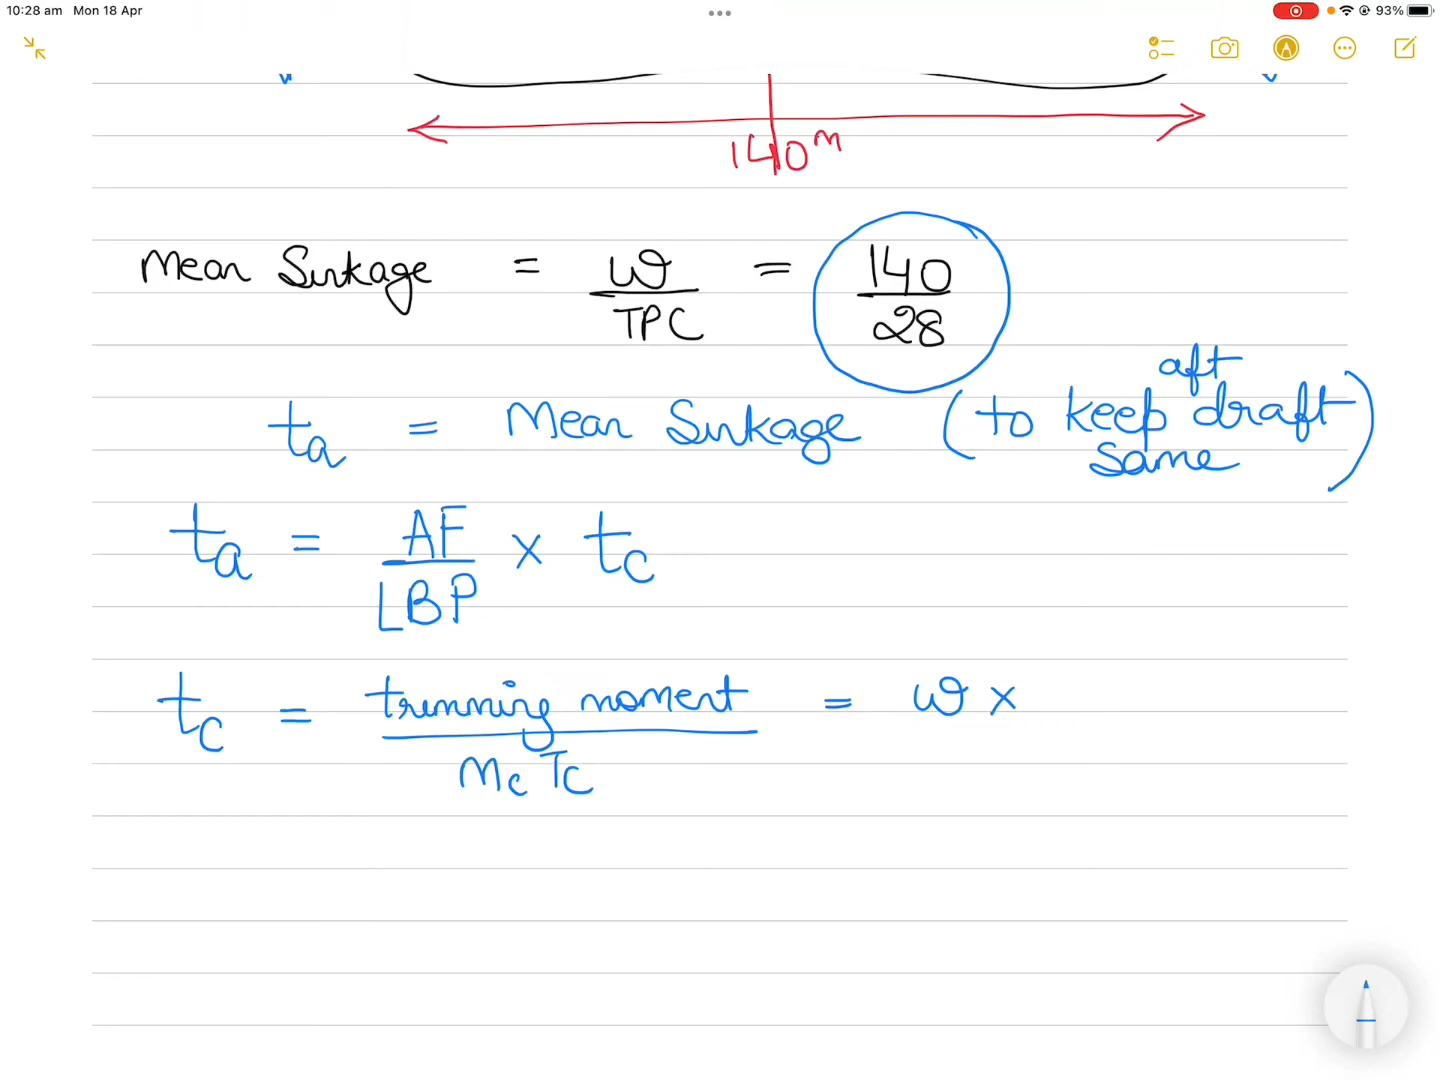 10:28 am Mon 18 Apr 93%
140 m
Mean Sinkage = w/TPC = 140/28
ta = Mean Sinkage (to keep aft draft same)
ta = AF/LBP × tc
tc = trimming moment/McTc = w ×